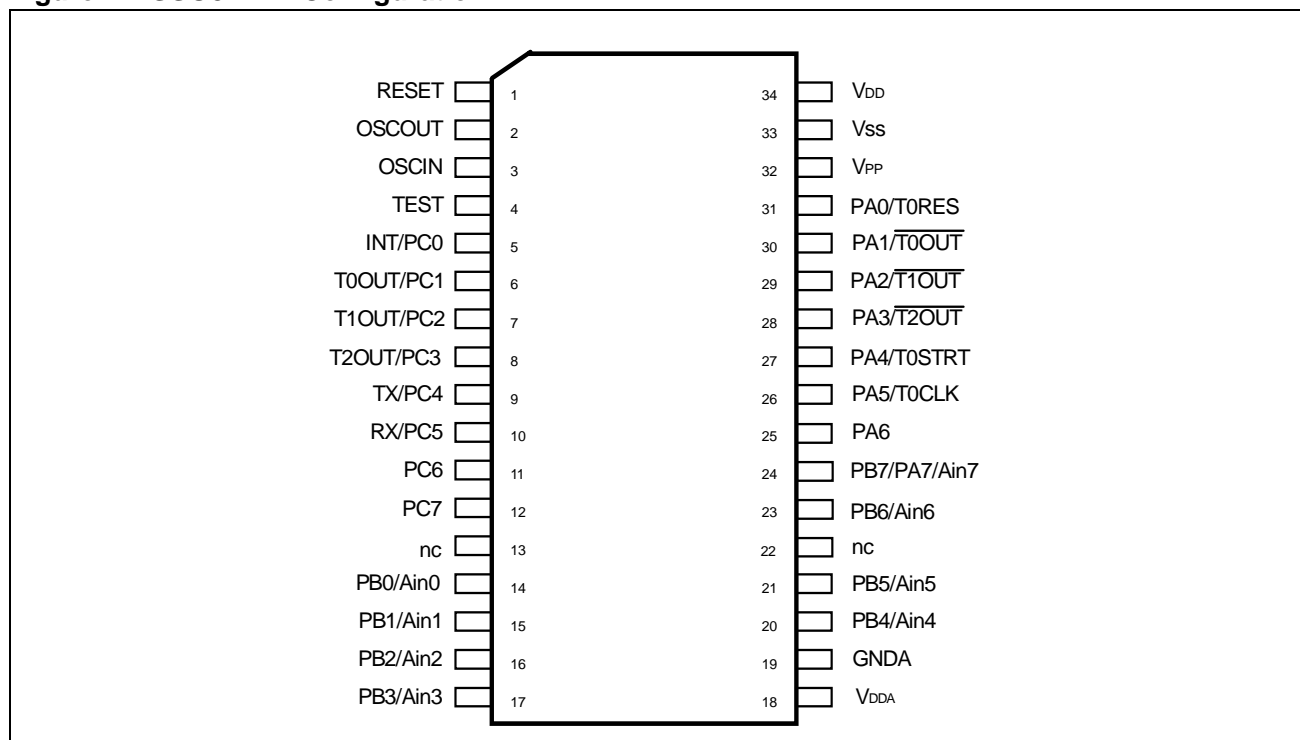 RESET 1 34 VDD
OSCOUT 2 33 Vss
OSCIN 3 32 VPP
TEST 4 31 PA0/T0RES
INT/PC0 5 30 PA1/T0OUT
T0OUT/PC1 6 29 PA2/T1OUT
T1OUT/PC2 7 28 PA3/T2OUT
T2OUT/PC3 8 27 PA4/T0STRT
TX/PC4 9 26 PA5/T0CLK
RX/PC5 10 25 PA6
PC6 11 24 PB7/PA7/Ain7
PC7 12 23 PB6/Ain6
nc 13 22 nc
PB0/Ain0 14 21 PB5/Ain5
PB1/Ain1 15 20 PB4/Ain4
PB2/Ain2 16 19 GNDA
PB3/Ain3 17 18 VDDA